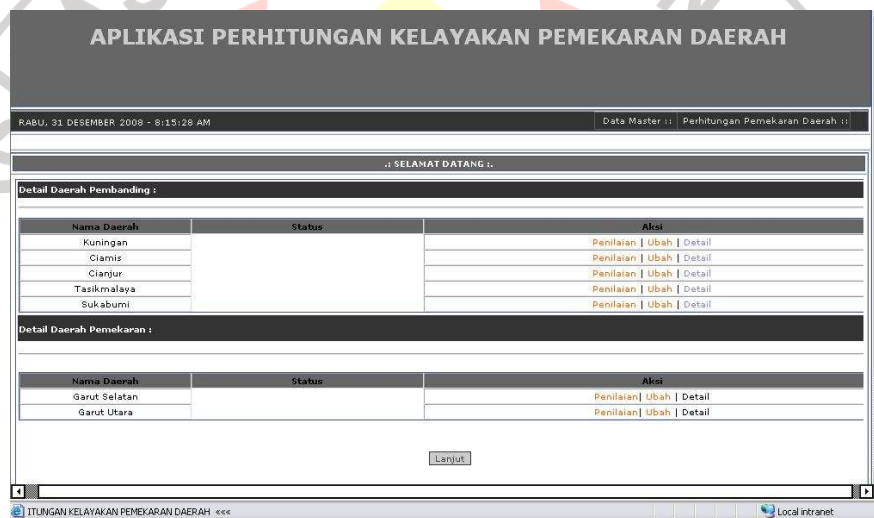 APLIKASI PERHITUNGAN KELAYAKAN PEMEKARAN DAERAH
RABU, 31 DESEMBER 2008 - 8:15:28 AM Data Master :: Perhitungan Pemekaran Daerah ::
.: SELAMAT DATANG :.
Detail Daerah Pembanding :
Nama Daerah Status Aksi
Kuningan Penilaian | Ubah | Detail
Ciamis Penilaian | Ubah | Detail
Cianjur Penilaian | Ubah | Detail
Tasikmalaya Penilaian | Ubah | Detail
Sukabumi Penilaian | Ubah | Detail
Detail Daerah Pemekaran :
Nama Daerah Status Aksi
Garut Selatan Penilaian| Ubah | Detail
Garut Utara Penilaian| Ubah | Detail
Lanjut
ITUNGAN KELAYAKAN PEMEKARAN DAERAH <<< Local intranet